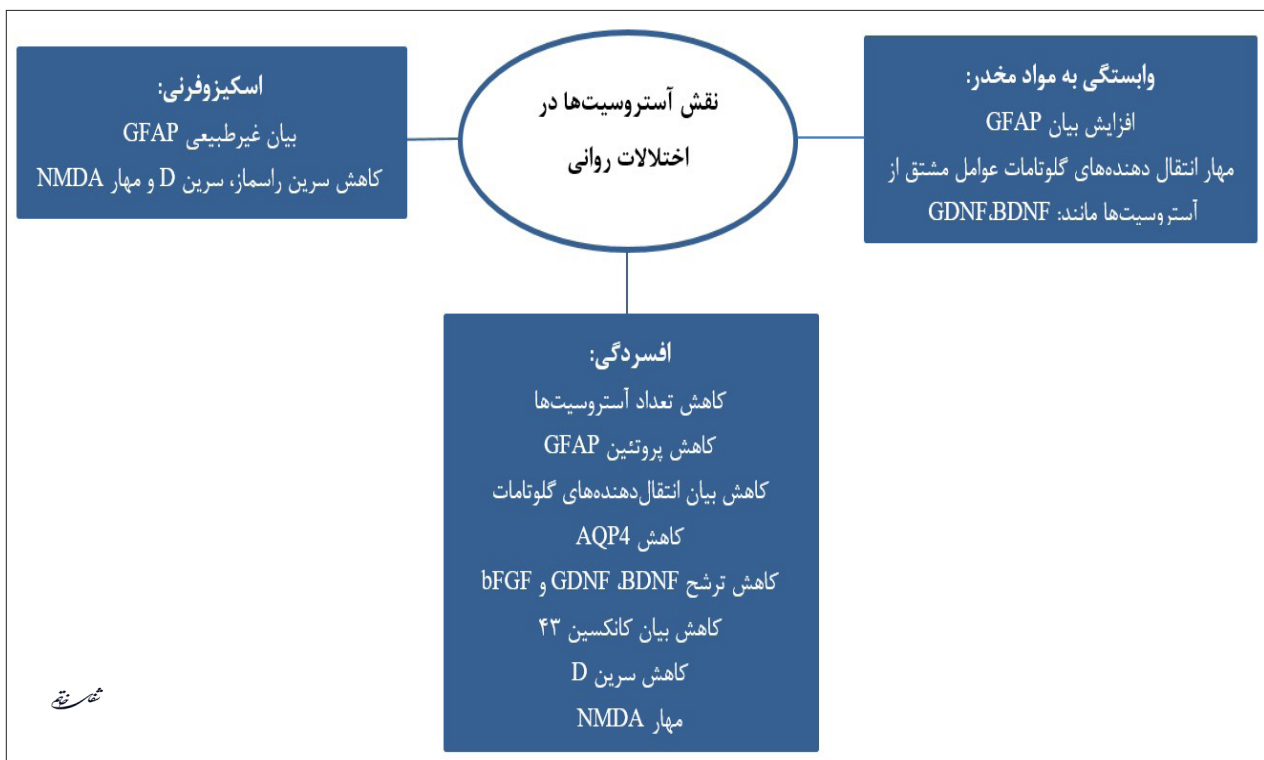 نقش آستروسیت‌ها در
اختلالات روانی
وابستگی به مواد مخدر:
افزایش بیان GFAP
مهار انتقال دهنده‌های گلوتامات عوامل مشتق از
آستروسیت‌ها مانند: GDNF،BDNF
اسکیزوفرنی:
بیان غیرطبیعی GFAP
کاهش سرین راسماز، سرین D و مهار NMDA
افسردگی:
کاهش تعداد آستروسیت‌ها
کاهش پروتئین GFAP
کاهش بیان انتقال‌دهنده‌های گلوتامات
کاهش AQP4
کاهش ترشح GDNF ،BDNF و bFGF
کاهش بیان کانکسین ۴۳
کاهش سرین D
مهار NMDA
شفای خاتم